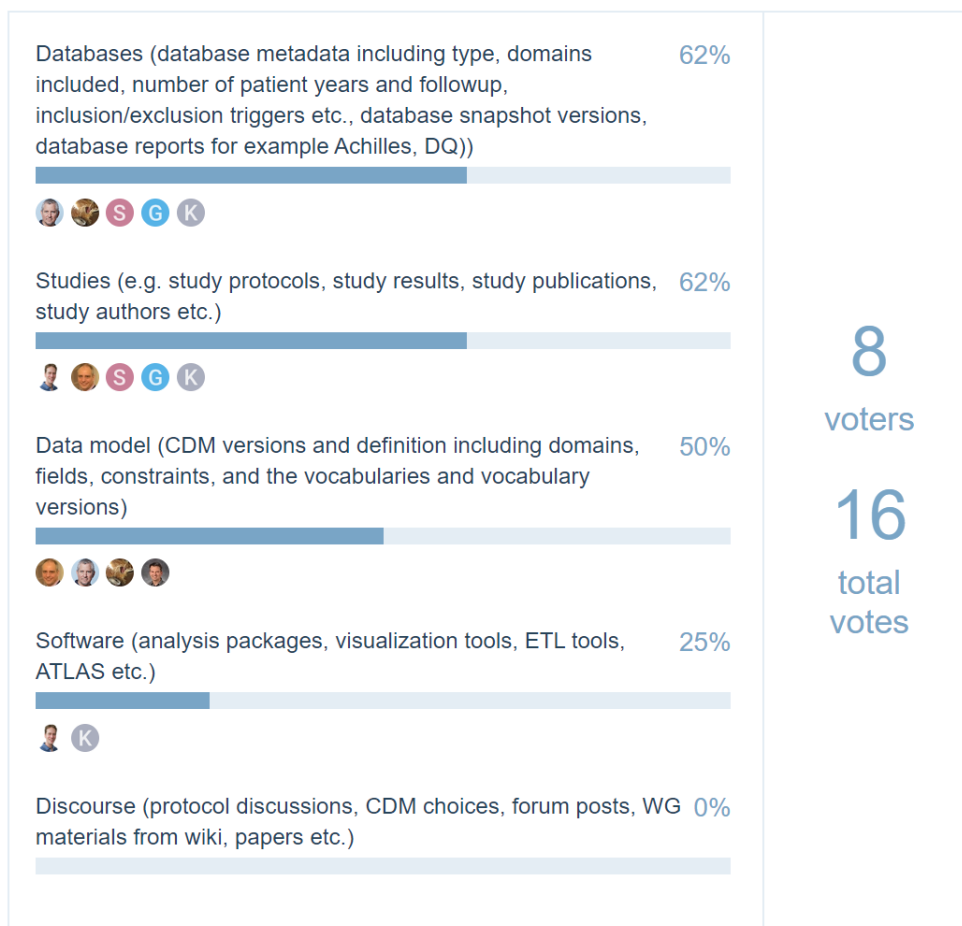 Databases (database metadata including type, domains 62%
included, number of patient years and followup,
inclusion/exclusion triggers etc., database snapshot versions,
database reports for example Achilles, DQ))
S G K
Studies (e.g. study protocols, study results, study publications, 62%
study authors etc.)
S G K
Data model (CDM versions and definition including domains, 50%
fields, constraints, and the vocabularies and vocabulary
versions)
Software (analysis packages, visualization tools, ETL tools, 25%
ATLAS etc.)
K
Discourse (protocol discussions, CDM choices, forum posts, WG 0%
materials from wiki, papers etc.)
8
voters
16
total
votes